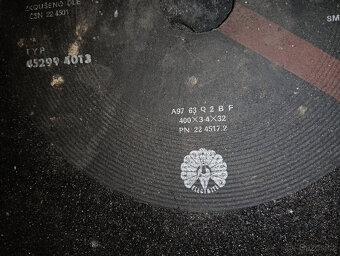 ZKOUŠENO DLE
ČSN 22 4501
SM
TYP
45299 4013
A97 63 Q 2 B F
400×3·4×32
PN 22 4517.2